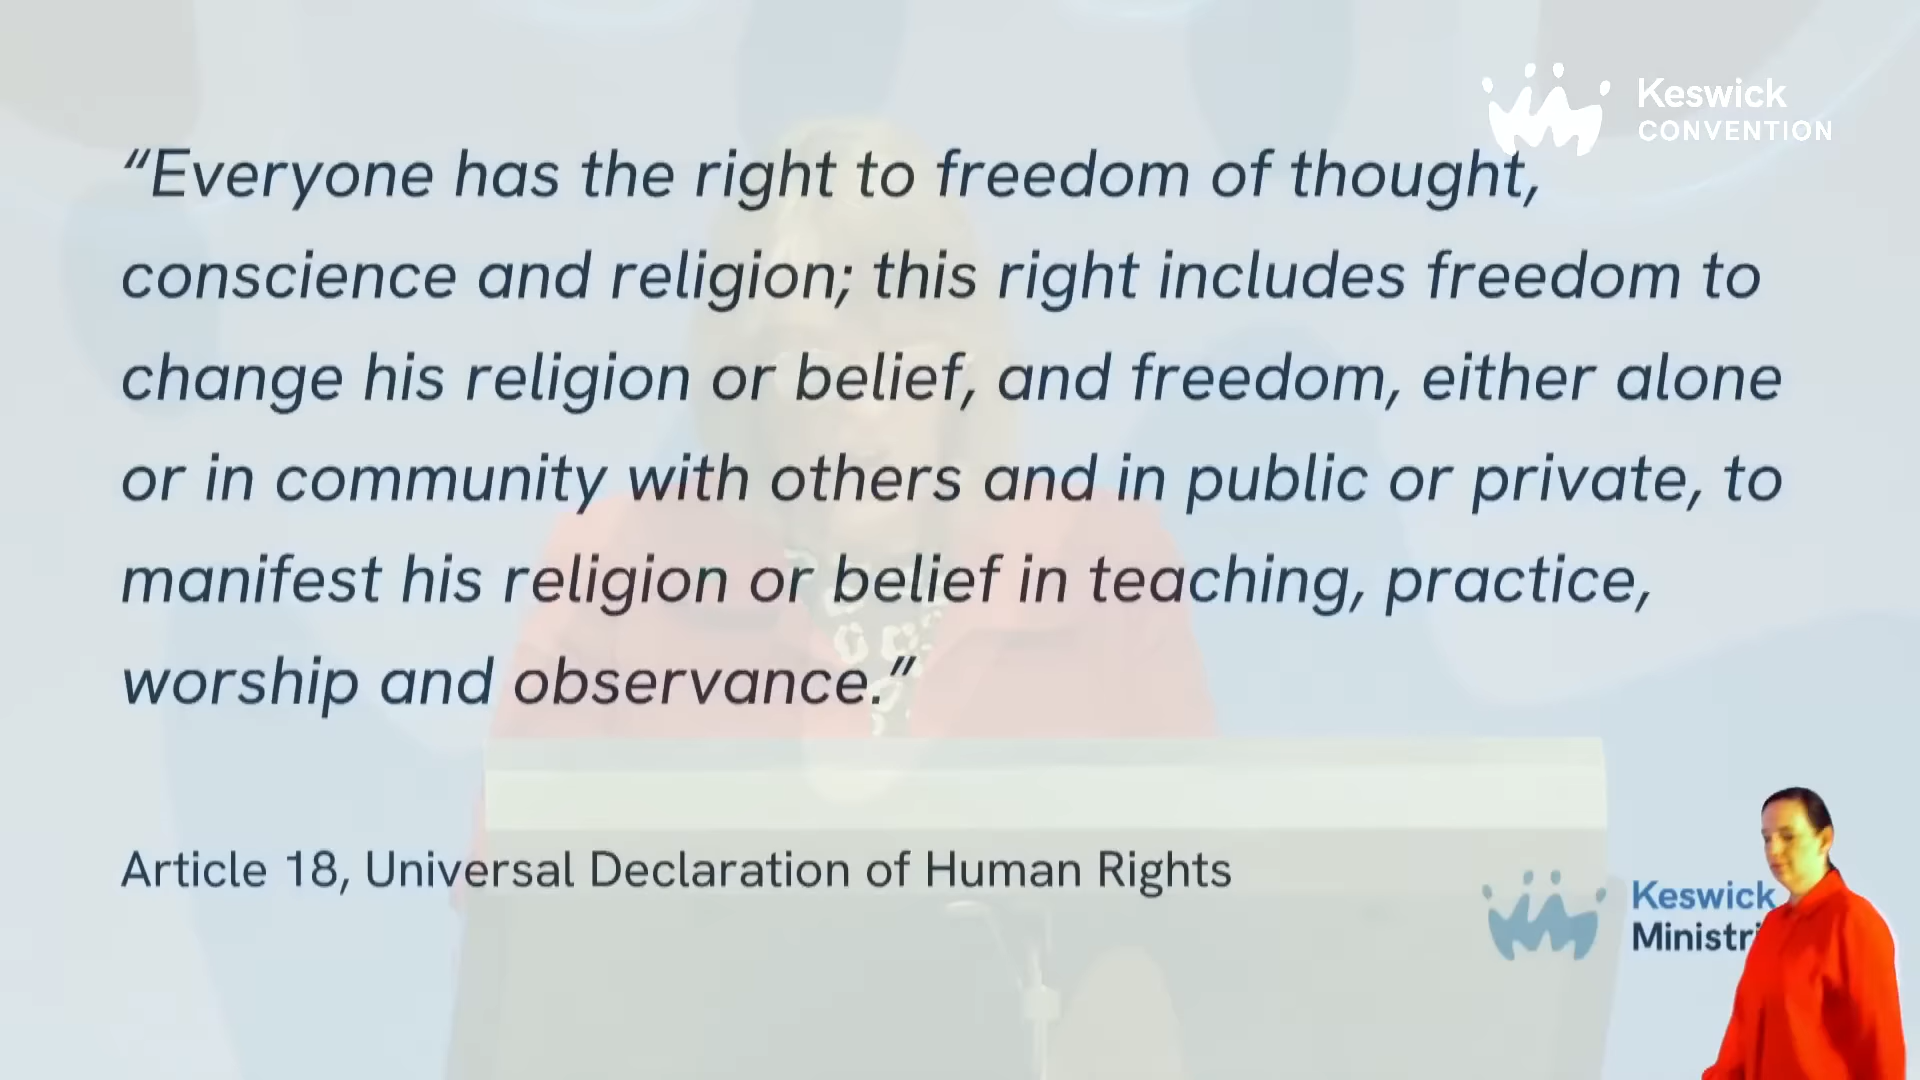 Keswick
CONVENTION
“Everyone has the right to freedom of thought,
conscience and religion; this right includes freedom to
change his religion or belief, and freedom, either alone
or in community with others and in public or private, to
manifest his religion or belief in teaching, practice,
worship and observance.”
Article 18, Universal Declaration of Human Rights
Keswick